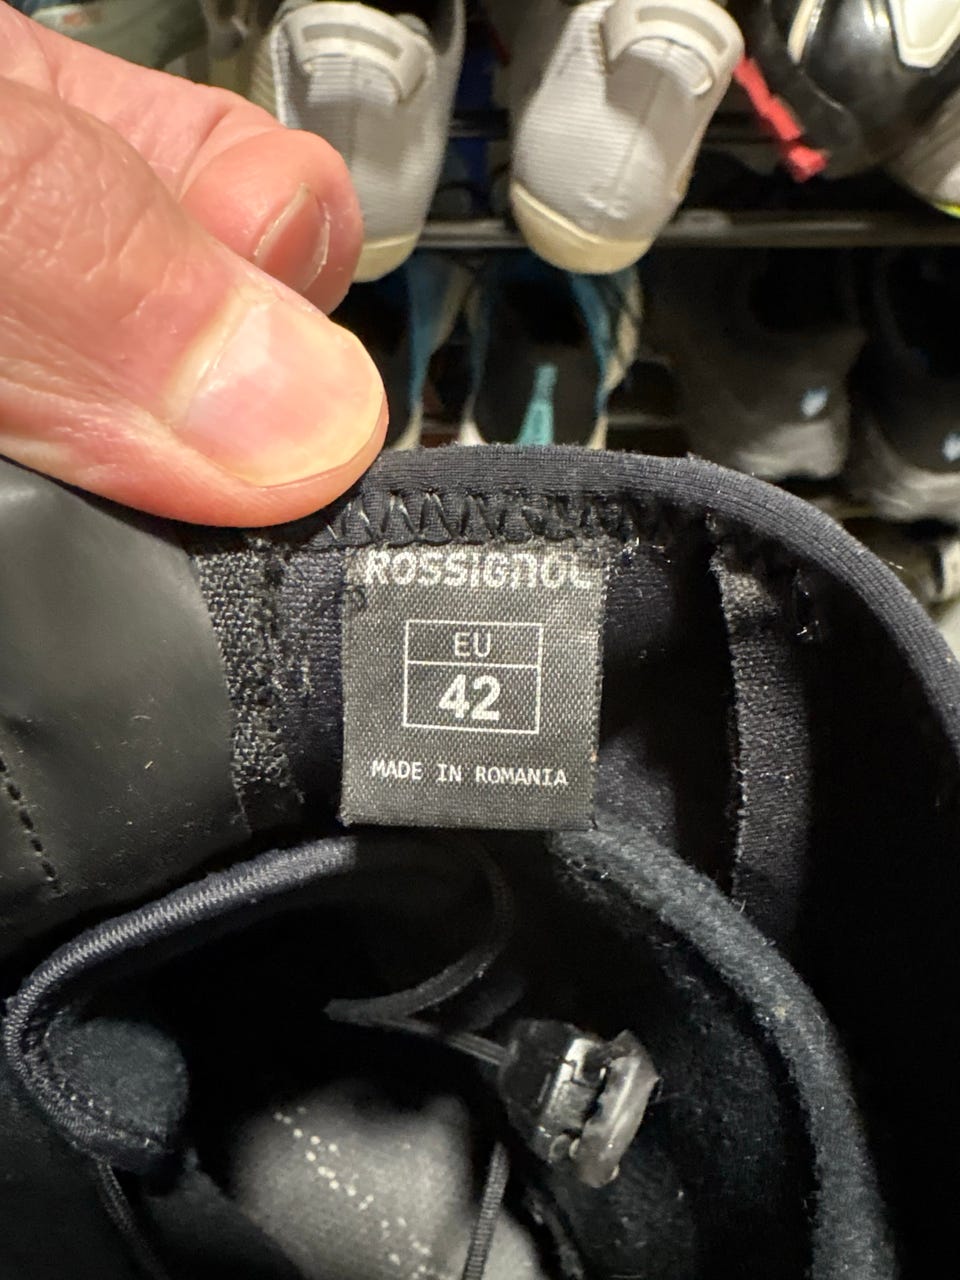 ROSSIGNOL
EU
42
MADE IN ROMANIA